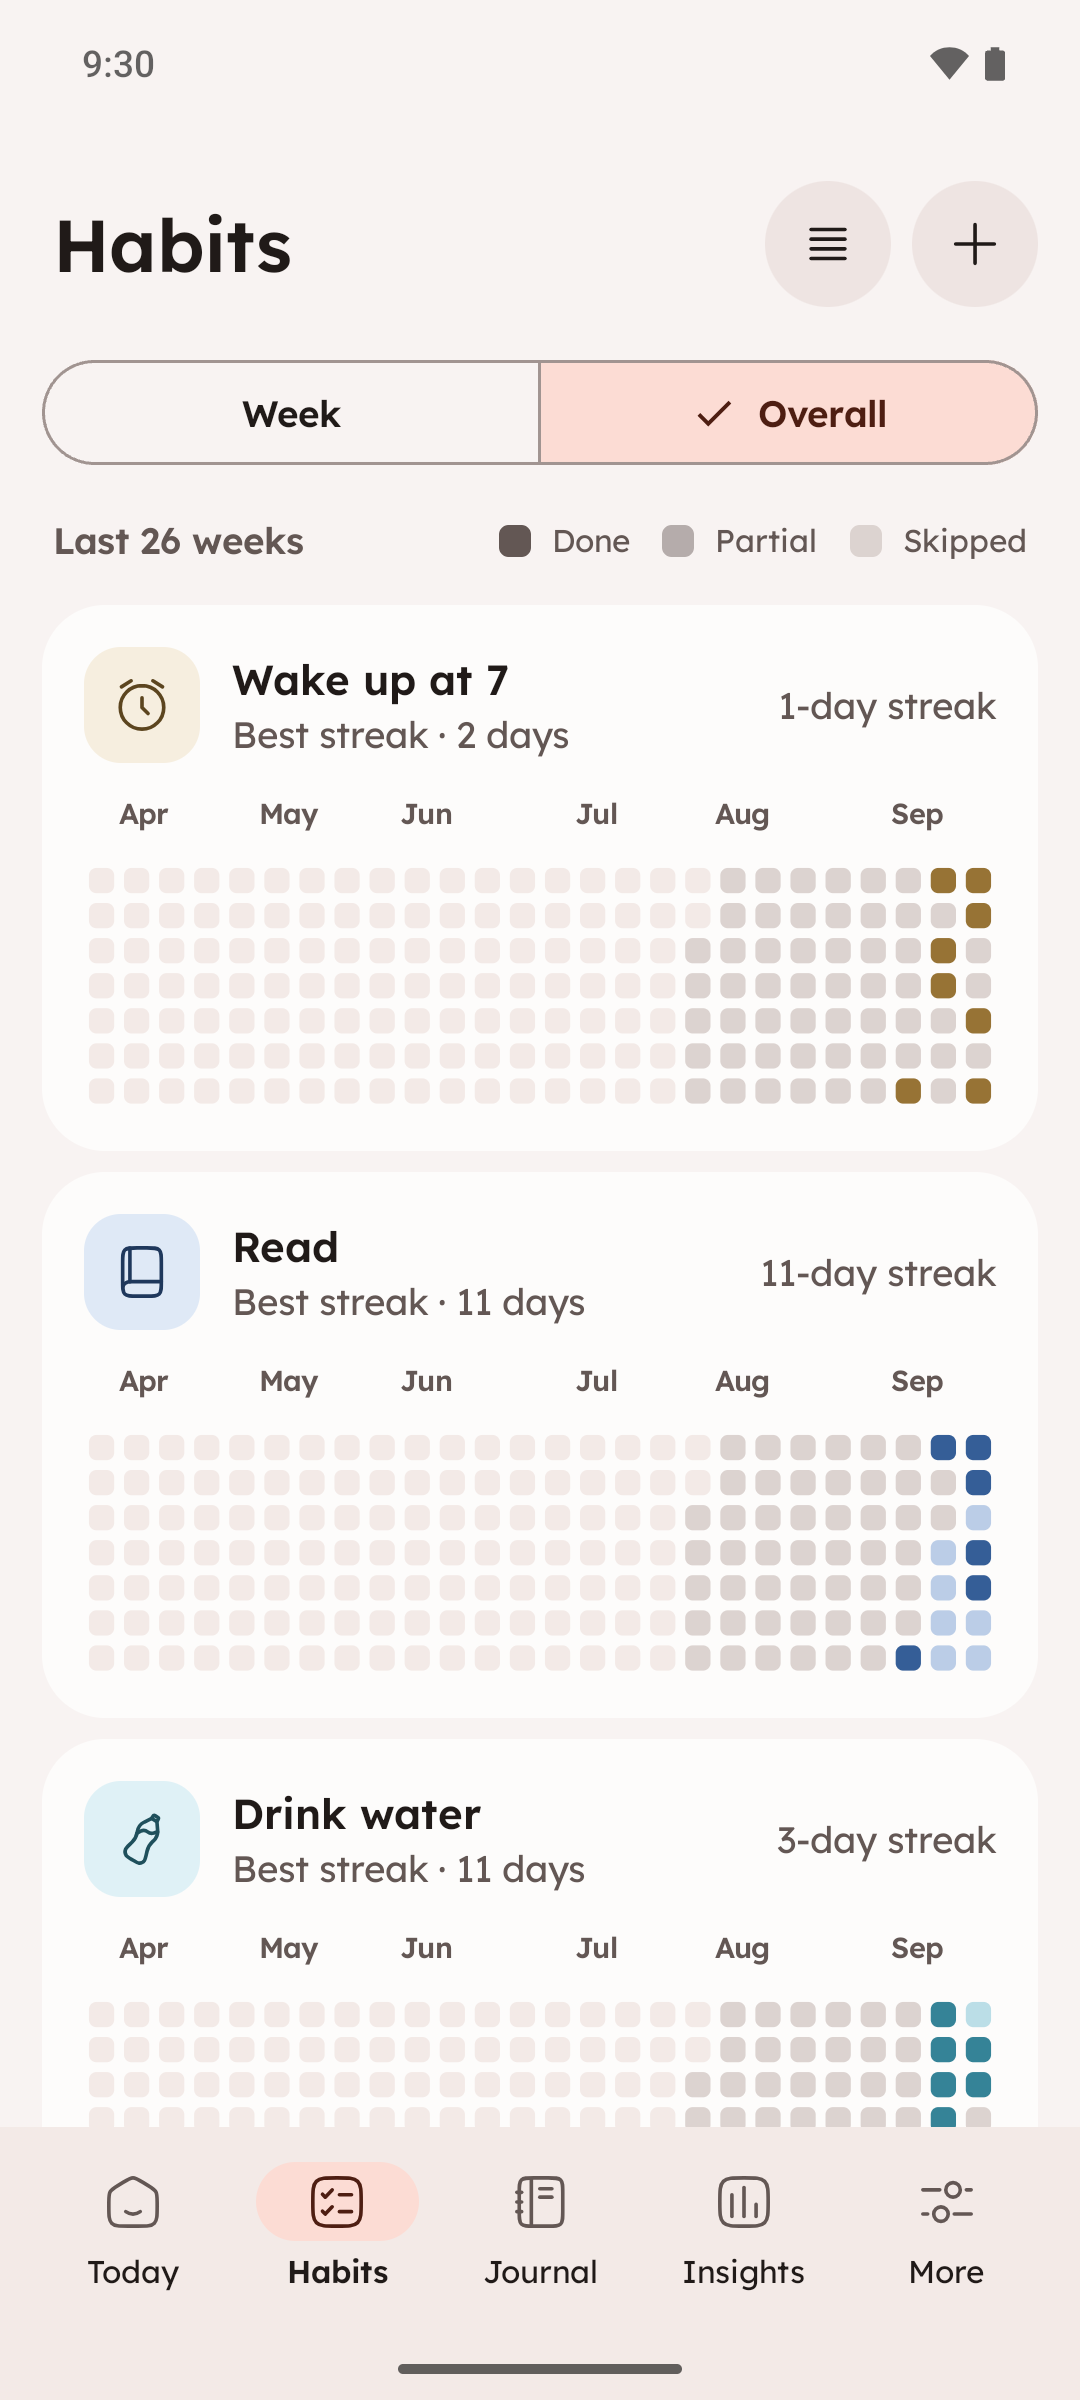 9:30
Habits
Week
Overall
Last 26 weeks
Done
Partial
Skipped
Wake up at 7
Best streak · 2 days
1-day streak
Apr May Jun Jul Aug Sep
Read
Best streak · 11 days
11-day streak
Apr May Jun Jul Aug Sep
Drink water
Best streak · 11 days
3-day streak
Apr May Jun Jul Aug Sep
Today
Habits
Journal
Insights
More